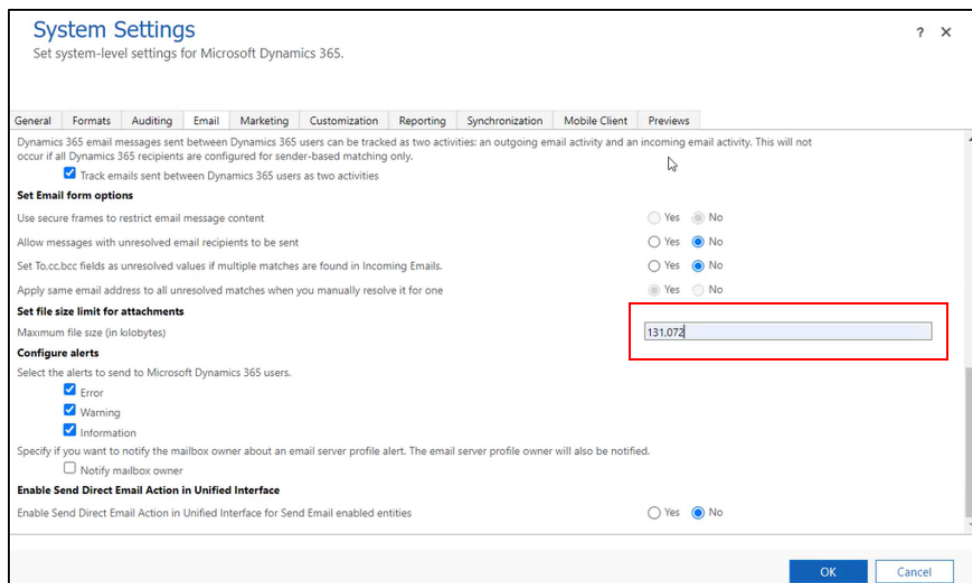 System Settings
? ✕
Set system-level settings for Microsoft Dynamics 365.
General Formats Auditing Email Marketing Customization Reporting Synchronization Mobile Client Previews
Dynamics 365 email messages sent between Dynamics 365 users can be tracked as two activities: an outgoing email activity and an incoming email activity. This will not
occur if all Dynamics 365 recipients are configured for sender-based matching only.
Track emails sent between Dynamics 365 users as two activities
Set Email form options
Use secure frames to restrict email message content Yes No
Allow messages with unresolved email recipients to be sent Yes No
Set To,cc,bcc fields as unresolved values if multiple matches are found in Incoming Emails. Yes No
Apply same email address to all unresolved matches when you manually resolve it for one Yes No
Set file size limit for attachments
Maximum file size (in kilobytes) 131.072
Configure alerts
Select the alerts to send to Microsoft Dynamics 365 users.
Error
Warning
Information
Specify if you want to notify the mailbox owner about an email server profile alert. The email server profile owner will also be notified.
Notify mailbox owner
Enable Send Direct Email Action in Unified Interface
Enable Send Direct Email Action in Unified Interface for Send Email enabled entities Yes No
OK Cancel